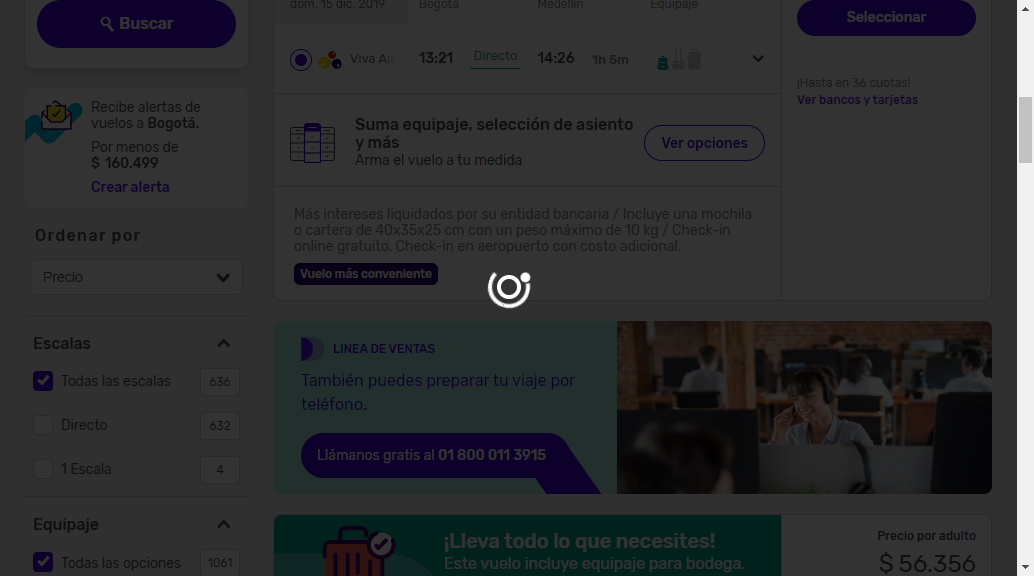 dom. 15 dic. 2019
Bogotá
Medellín
Equipaje
Buscar
Seleccionar
Viva Air
13:21
Directo
14:26
1h 5m
¡Hasta en 36 cuotas!
Ver bancos y tarjetas
Recibe alertas de
vuelos a Bogotá.
Por menos de
$ 160.499
Crear alerta
Suma equipaje, selección de asiento
y más
Arma el vuelo a tu medida
Ver opciones
Más intereses liquidados por su entidad bancaria / Incluye una mochila
o cartera de 40x35x25 cm con un peso máximo de 10 kg / Check-in
online gratuito. Check-in en aeropuerto con costo adicional.
Vuelo más conveniente
Ordenar por
Precio
Escalas
Todas las escalas
636
Directo
632
1 Escala
4
Equipaje
Todas las opciones
1061
LINEA DE VENTAS
También puedes preparar tu viaje por
teléfono.
Llámanos gratis al 01 800 011 3915
¡Lleva todo lo que necesites!
Este vuelo incluye equipaje para bodega.
Precio por adulto
$ 56.356